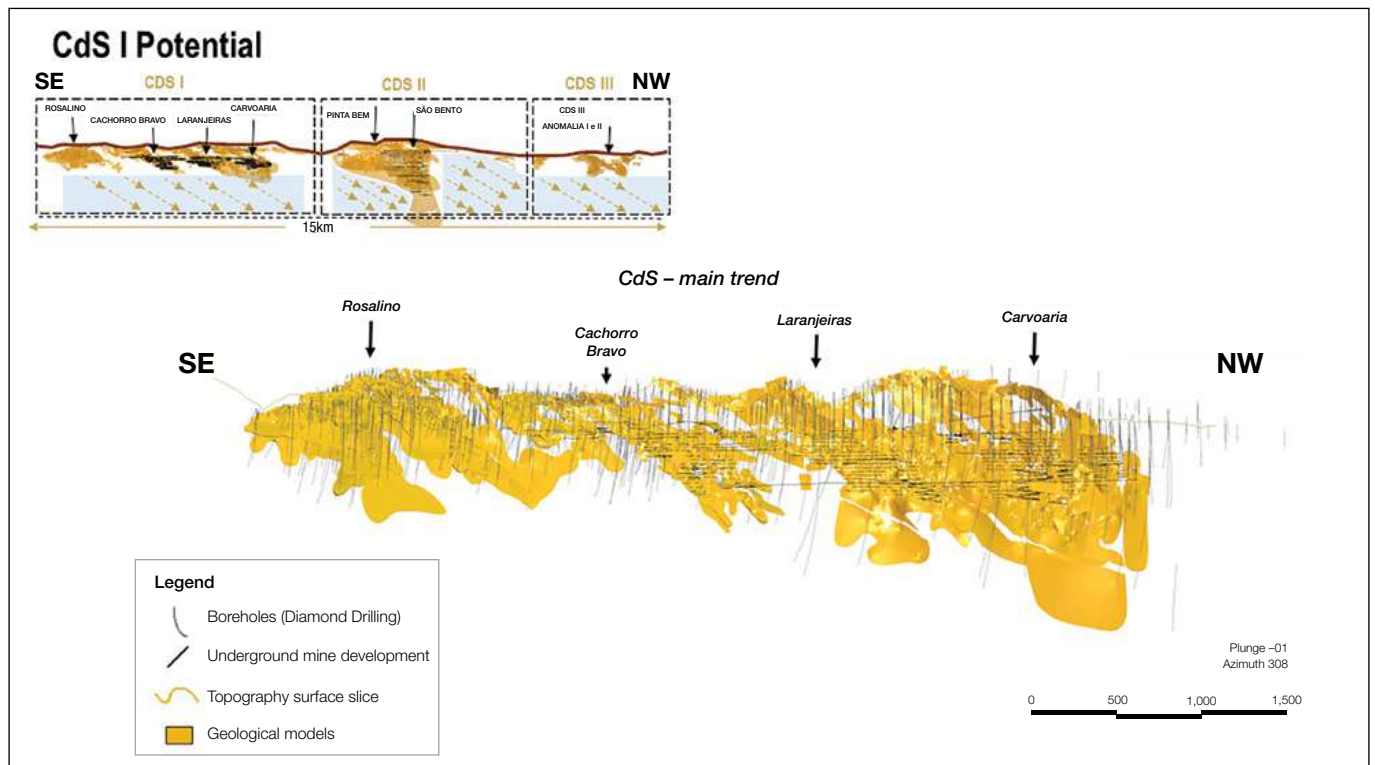 CdS I Potential
SE
CDS I
CDS II
CDS III
NW
ROSALINO
CACHORRO BRAVO
LARANJEIRAS
CARVOARIA
PINTA BEM
SÃO BENTO
CDS III
ANOMALIA I e II
15km
CdS – main trend
Rosalino
Cachorro
Bravo
Laranjeiras
Carvoaria
SE
NW
Legend
Boreholes (Diamond Drilling)
Underground mine development
Topography surface slice
Geological models
Plunge –01
Azimuth 308
0 500 1,000 1,500